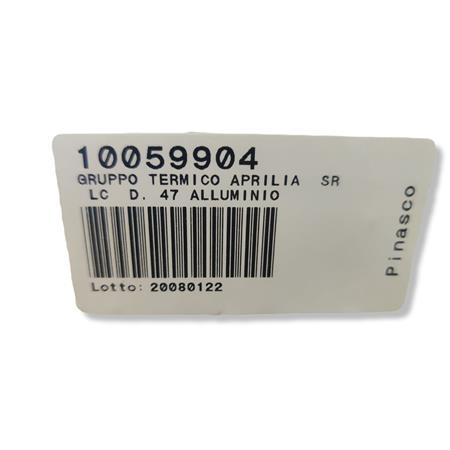 10059904
GRUPPO TERMICO APRILIA SR
LC D. 47 ALLUMINIO
Lotto: 20080122
Pinasco